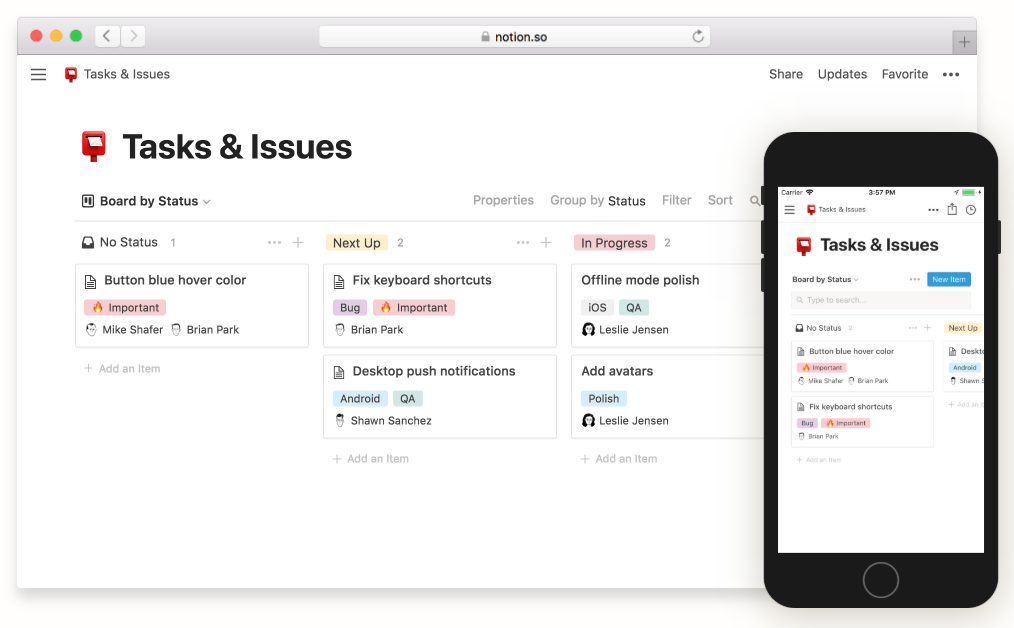 notion.so
Tasks & Issues
Share Updates Favorite
Tasks & Issues
Board by Status
Properties Group by Status Filter Sort
No Status 1
Button blue hover color
🔥 Important
Mike Shafer Brian Park
+ Add an Item
Next Up 2
Fix keyboard shortcuts
Bug 🔥 Important
Brian Park
Desktop push notifications
Android QA
Shawn Sanchez
+ Add an Item
In Progress 2
Offline mode polish
iOS QA
Leslie Jensen
Add avatars
Polish
Leslie Jensen
+ Add an Item
Carrier 3:57 PM
Tasks & Issues
Tasks & Issues
Board by Status New Item
Type to search...
No Status 2
Button blue hover color
🔥 Important
Mike Shafer Brian Park
Fix keyboard shortcuts
Bug 🔥 Important
Brian Park
+ Add an Item
Next Up
Deskt
Android
Shawn S
+ Add an It